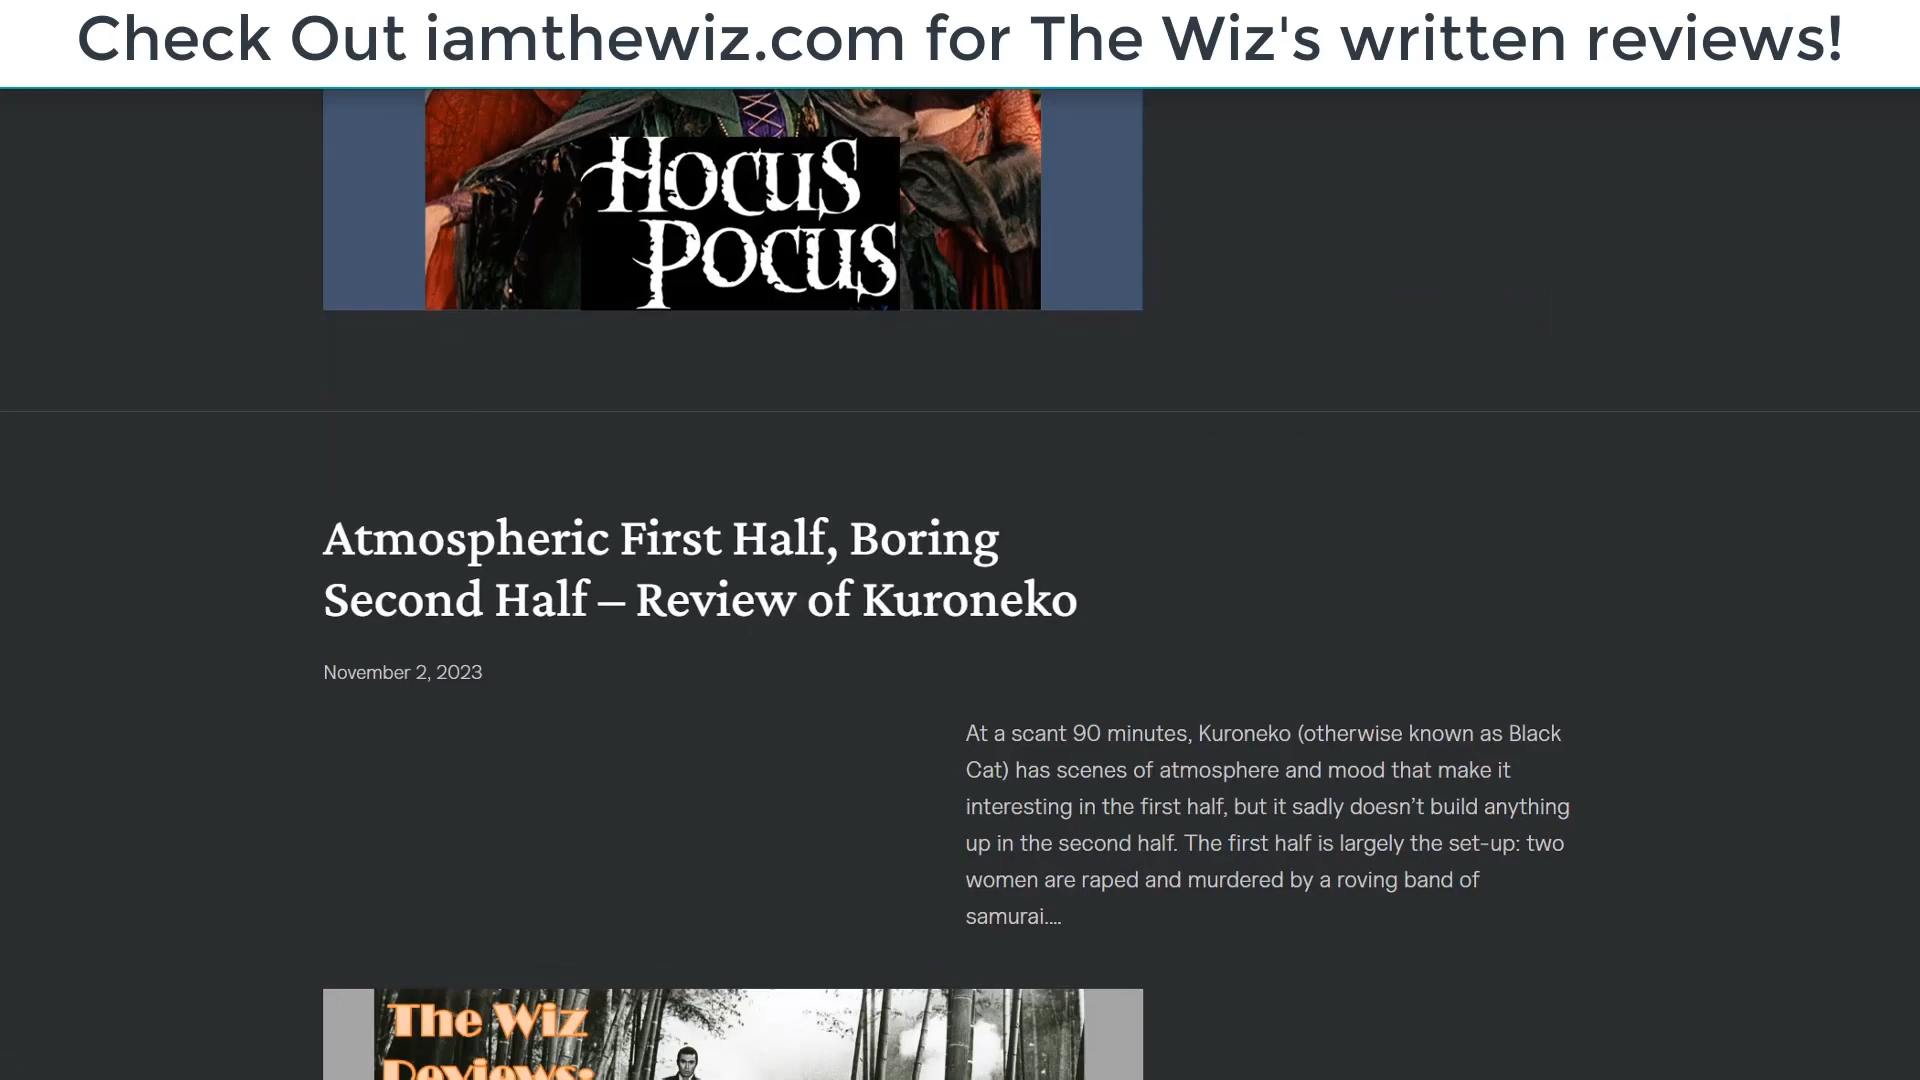 Check Out iamthewiz.com for The Wiz's written reviews!
HOCUS
POCUS
Atmospheric First Half, Boring
Second Half – Review of Kuroneko
November 2, 2023
At a scant 90 minutes, Kuroneko (otherwise known as Black
Cat) has scenes of atmosphere and mood that make it
interesting in the first half, but it sadly doesn’t build anything
up in the second half. The first half is largely the set-up: two
women are raped and murdered by a roving band of
samurai.…
The Wiz
Reviews: